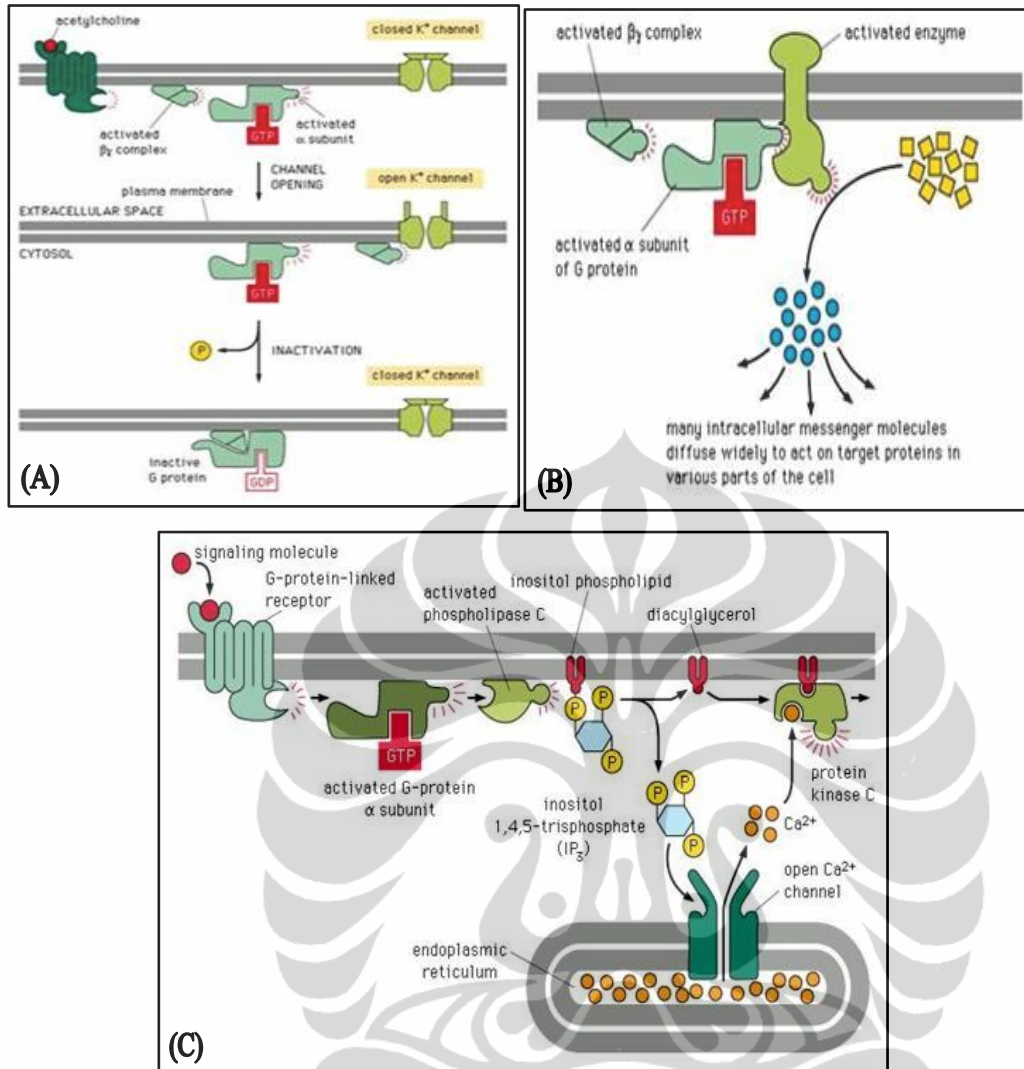 acetylcholine
closed K⁺ channel
activated
βγ complex
GTP
activated
α subunit
CHANNEL
OPENING
open K⁺ channel
plasma membrane
EXTRACELLULAR SPACE
CYTOSOL
GTP
P
INACTIVATION
closed K⁺ channel
inactive
G protein
GDP
(A)
activated βγ complex
activated enzyme
GTP
activated α subunit
of G protein
many intracellular messenger molecules
diffuse widely to act on target proteins in
various parts of the cell
(B)
signaling molecule
G-protein-linked
receptor
activated
phospholipase C
inositol phospholipid
diacylglycerol
GTP
activated G-protein
α subunit
P
P
P
inositol
1,4,5-trisphosphate
(IP₃)
P
P
P
protein
kinase C
Ca²⁺
open Ca²⁺
channel
endoplasmic
reticulum
(C)